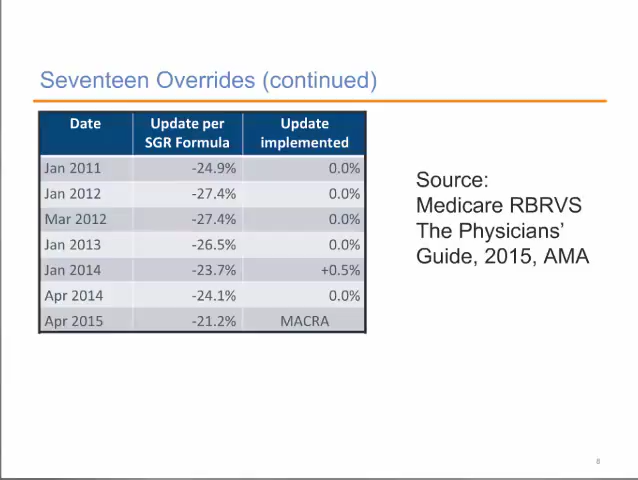 Seventeen Overrides (continued)
Date Update per SGR Formula Update implemented
Jan 2011 -24.9% 0.0%
Jan 2012 -27.4% 0.0%
Mar 2012 -27.4% 0.0%
Jan 2013 -26.5% 0.0%
Jan 2014 -23.7% +0.5%
Apr 2014 -24.1% 0.0%
Apr 2015 -21.2% MACRA
Source:
Medicare RBRVS
The Physicians’
Guide, 2015, AMA